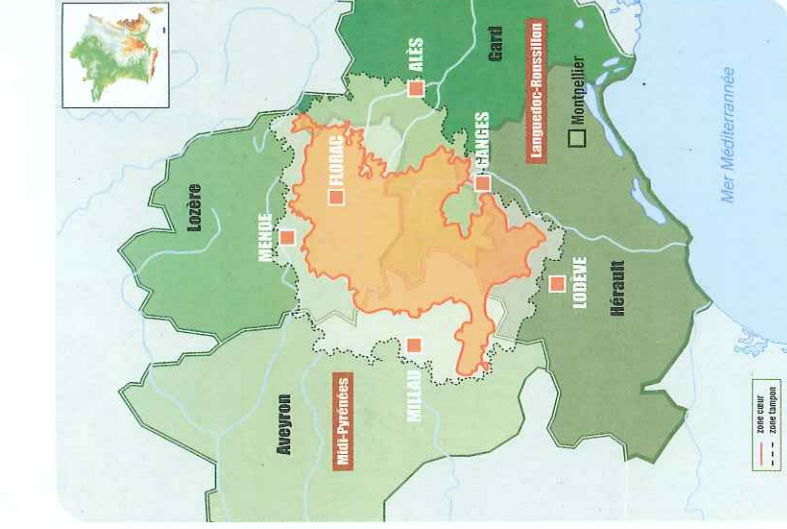 Lozère
MENDE
FLORAC
ALÈS
Gard
Aveyron
Midi-Pyrénées
MILLAU
GANGES
Languedoc-Roussillon
Montpellier
LODÈVE
Hérault
Mer Méditerrannée
zone cœur
zone tampon